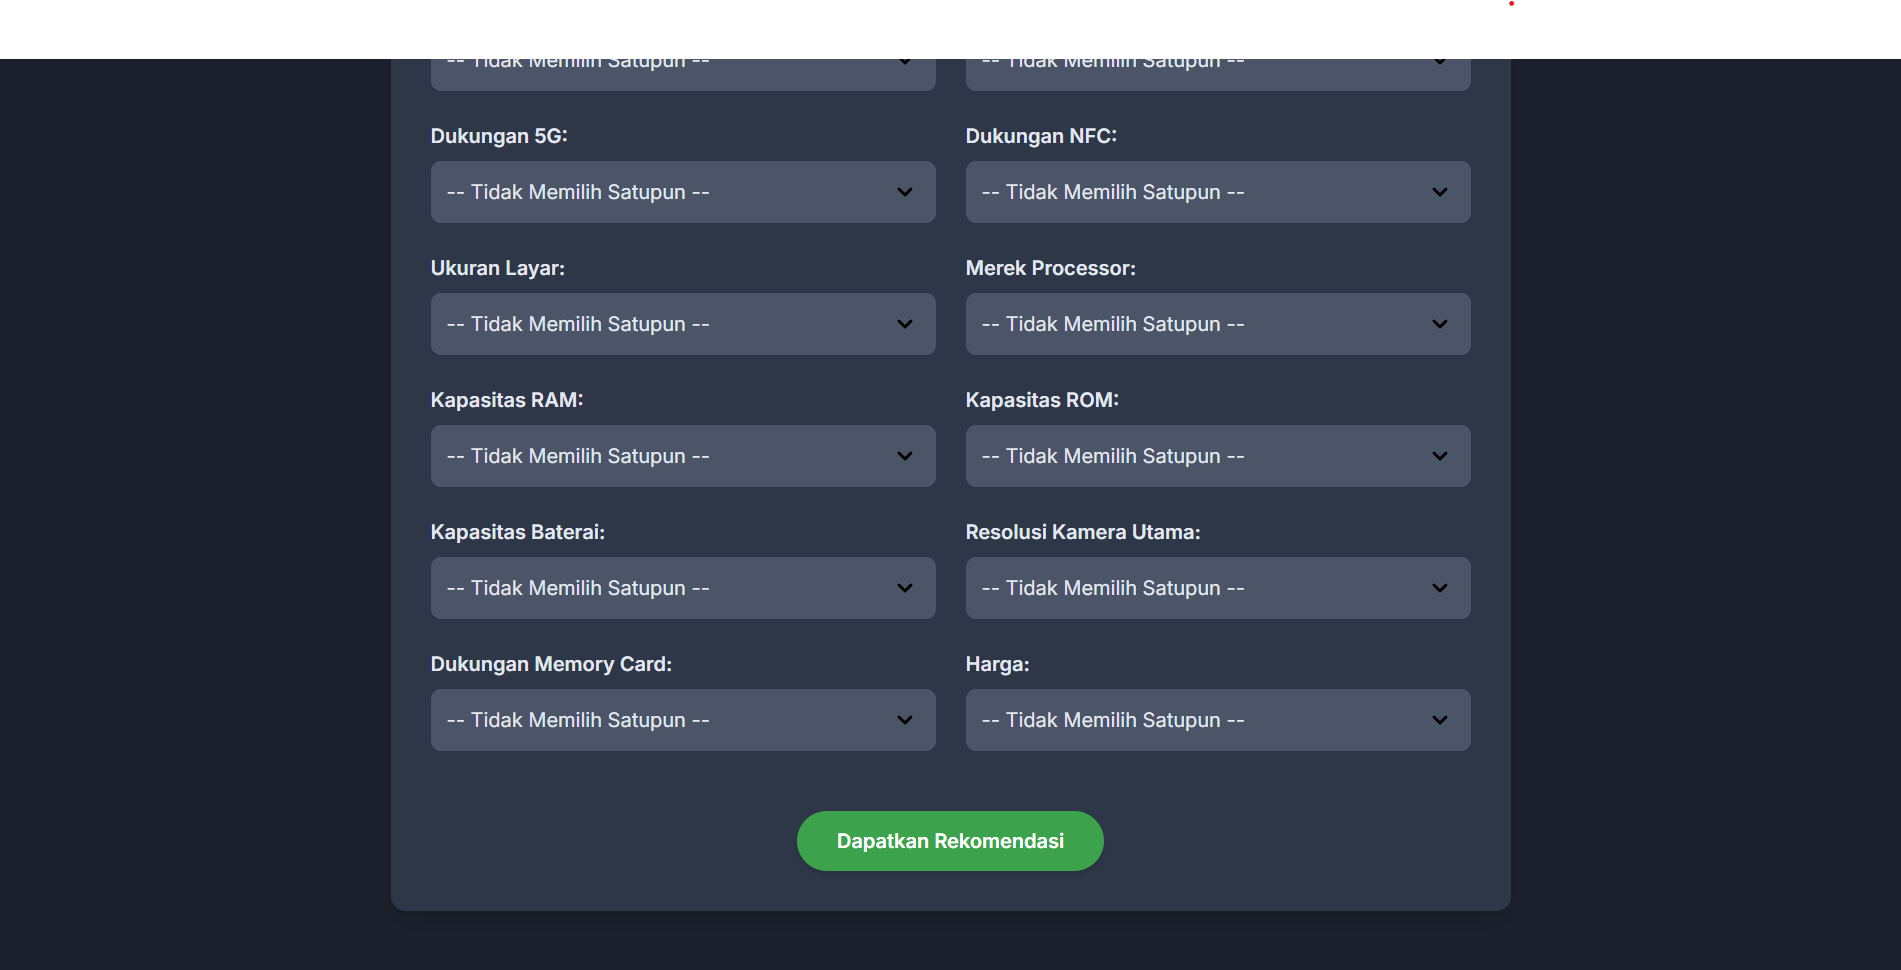 -- Tidak Memilih Satupun --
-- Tidak Memilih Satupun --
Dukungan 5G:
Dukungan NFC:
-- Tidak Memilih Satupun --
-- Tidak Memilih Satupun --
Ukuran Layar:
Merek Processor:
-- Tidak Memilih Satupun --
-- Tidak Memilih Satupun --
Kapasitas RAM:
Kapasitas ROM:
-- Tidak Memilih Satupun --
-- Tidak Memilih Satupun --
Kapasitas Baterai:
Resolusi Kamera Utama:
-- Tidak Memilih Satupun --
-- Tidak Memilih Satupun --
Dukungan Memory Card:
Harga:
-- Tidak Memilih Satupun --
-- Tidak Memilih Satupun --
Dapatkan Rekomendasi